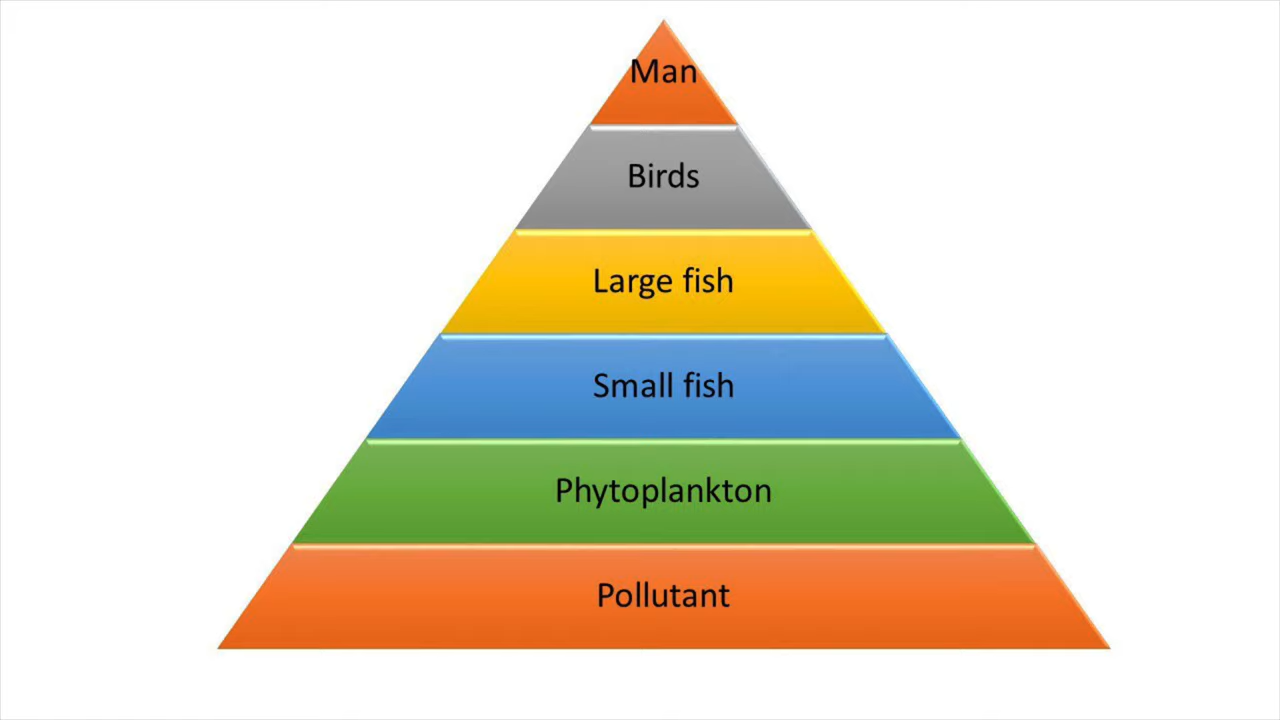 Man
Birds
Large fish
Small fish
Phytoplankton
Pollutant